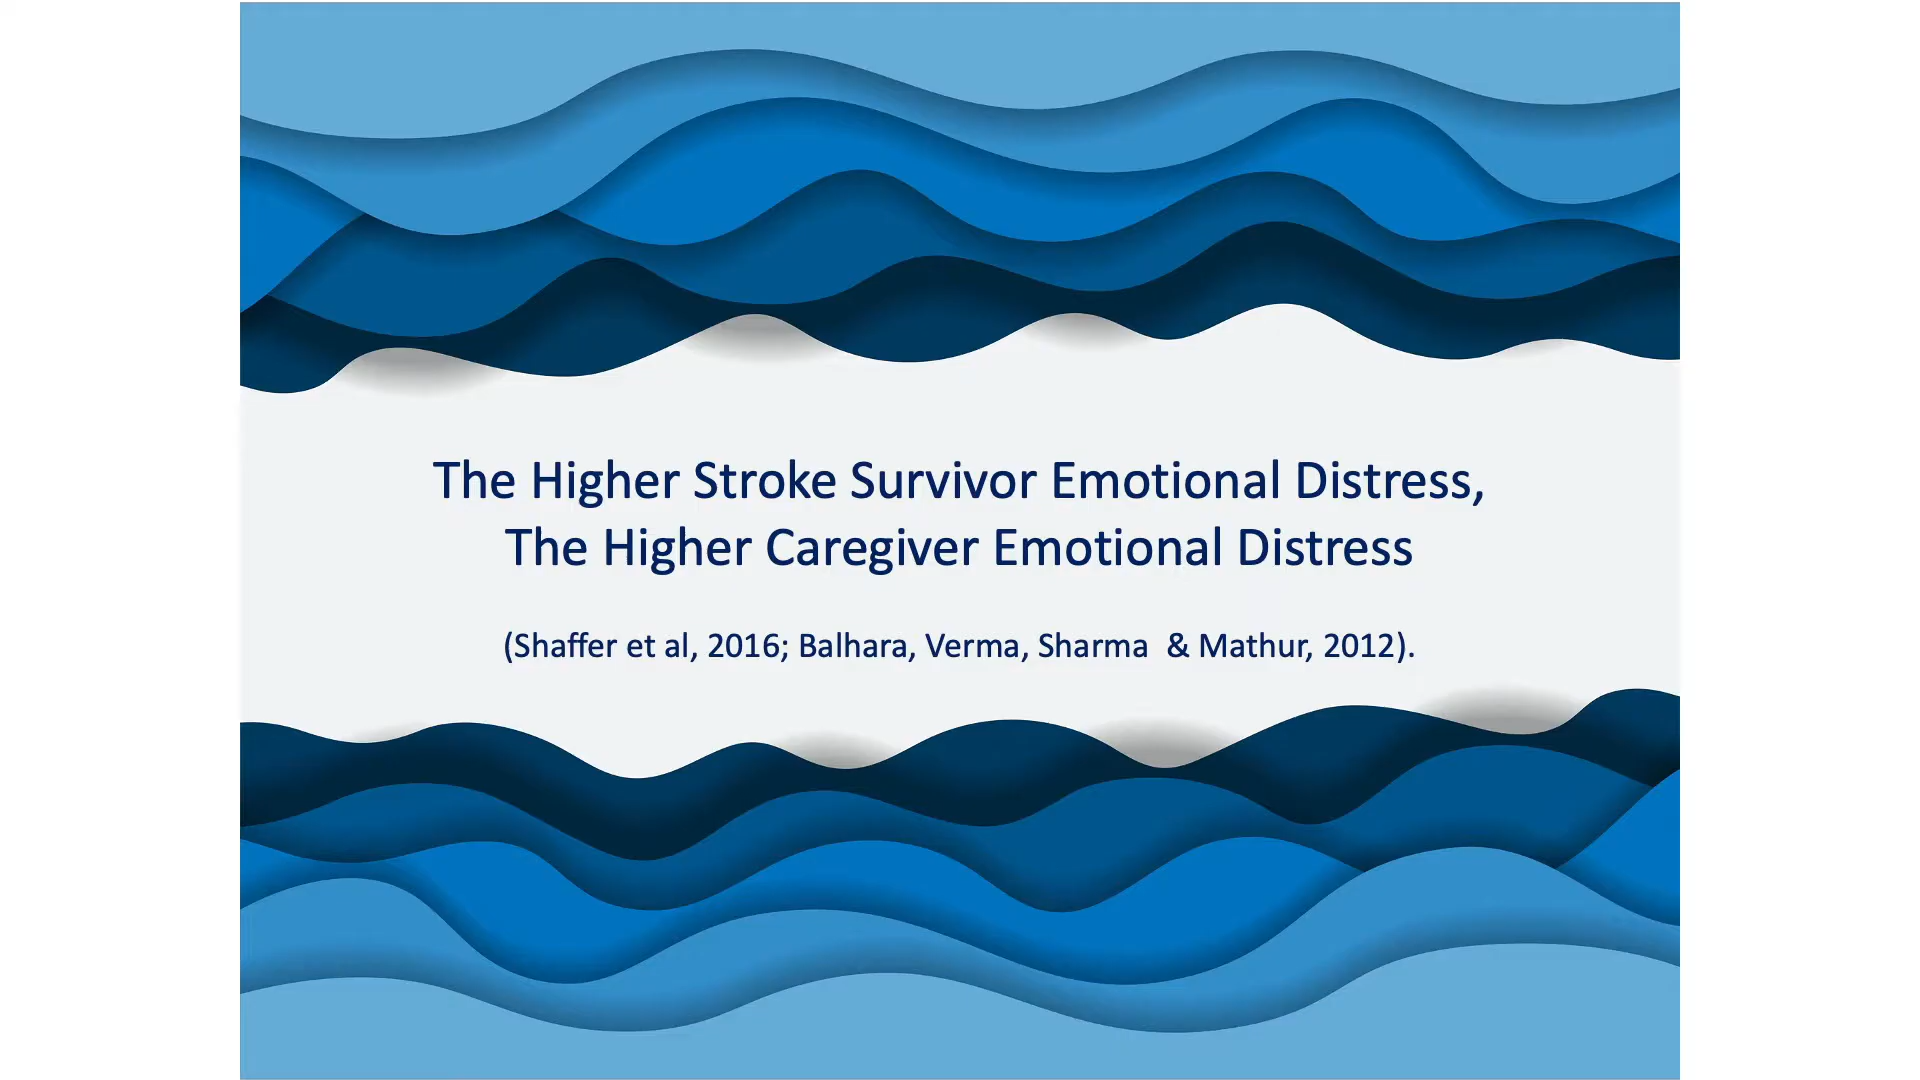 The Higher Stroke Survivor Emotional Distress,
The Higher Caregiver Emotional Distress
(Shaffer et al, 2016; Balhara, Verma, Sharma  & Mathur, 2012).